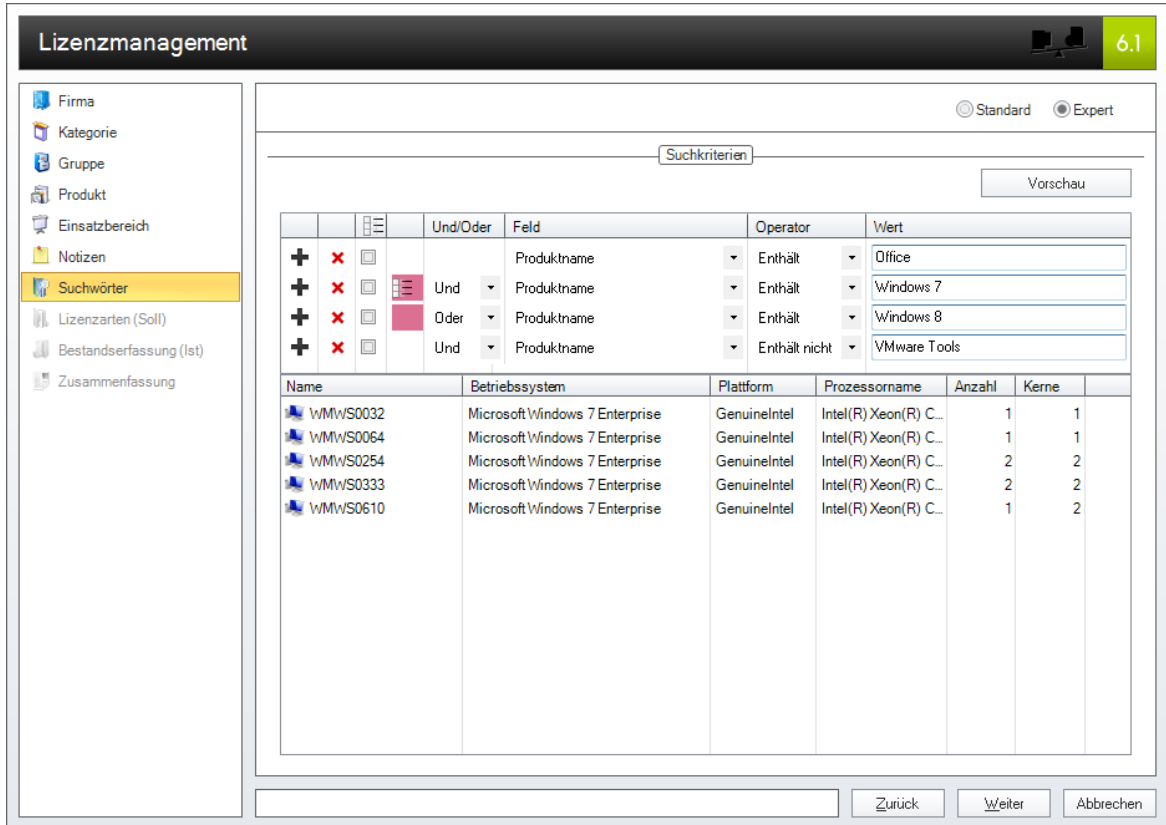 Lizenzmanagement
6.1
Firma
Kategorie
Gruppe
Produkt
Einsatzbereich
Notizen
Suchwörter
Lizenzarten (Soll)
Bestandserfassung (Ist)
Zusammenfassung
Standard Expert
Suchkriterien
Vorschau
Und/Oder Feld Operator Wert
Produktname Enthält Office
Und Produktname Enthält Windows 7
Oder Produktname Enthält Windows 8
Und Produktname Enthält nicht VMware Tools
Name Betriebssystem Plattform Prozessorname Anzahl Kerne
WMWS0032 Microsoft Windows 7 Enterprise GenuineIntel Intel(R) Xeon(R) C... 1 1
WMWS0064 Microsoft Windows 7 Enterprise GenuineIntel Intel(R) Xeon(R) C... 1 1
WMWS0254 Microsoft Windows 7 Enterprise GenuineIntel Intel(R) Xeon(R) C... 2 2
WMWS0333 Microsoft Windows 7 Enterprise GenuineIntel Intel(R) Xeon(R) C... 2 2
WMWS0610 Microsoft Windows 7 Enterprise GenuineIntel Intel(R) Xeon(R) C... 1 2
Zurück Weiter Abbrechen